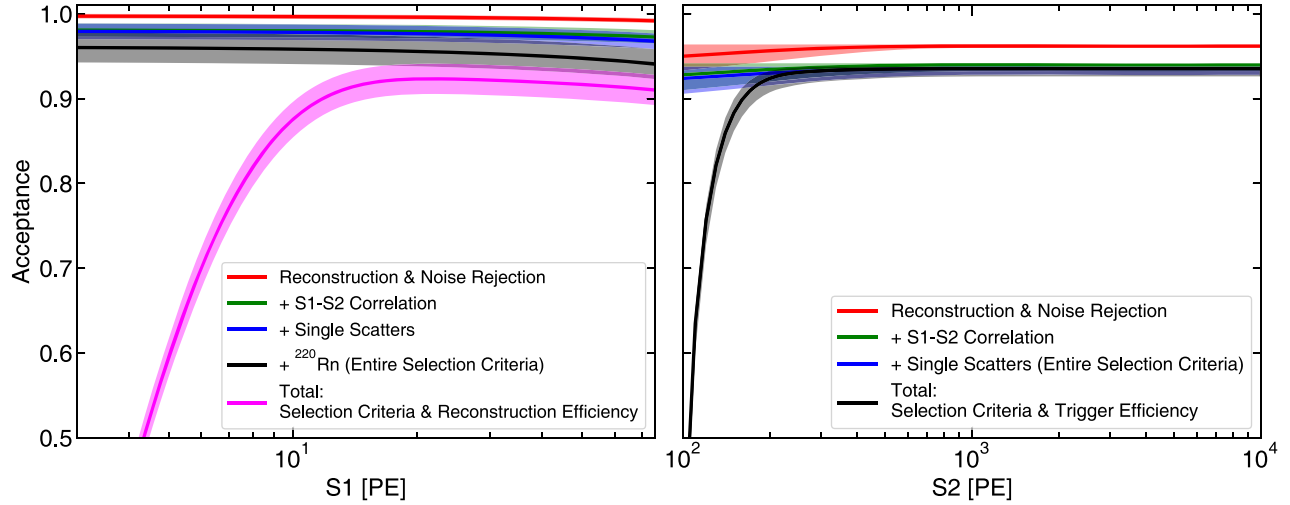 Acceptance
1.0
0.9
0.8
0.7
0.6
0.5
Reconstruction & Noise Rejection
+ S1-S2 Correlation
+ Single Scatters
+ ²²⁰Rn (Entire Selection Criteria)
Total:
Selection Criteria & Reconstruction Efficiency
10¹
S1 [PE]
Reconstruction & Noise Rejection
+ S1-S2 Correlation
+ Single Scatters (Entire Selection Criteria)
Total:
Selection Criteria & Trigger Efficiency
10² 10³ 10⁴
S2 [PE]